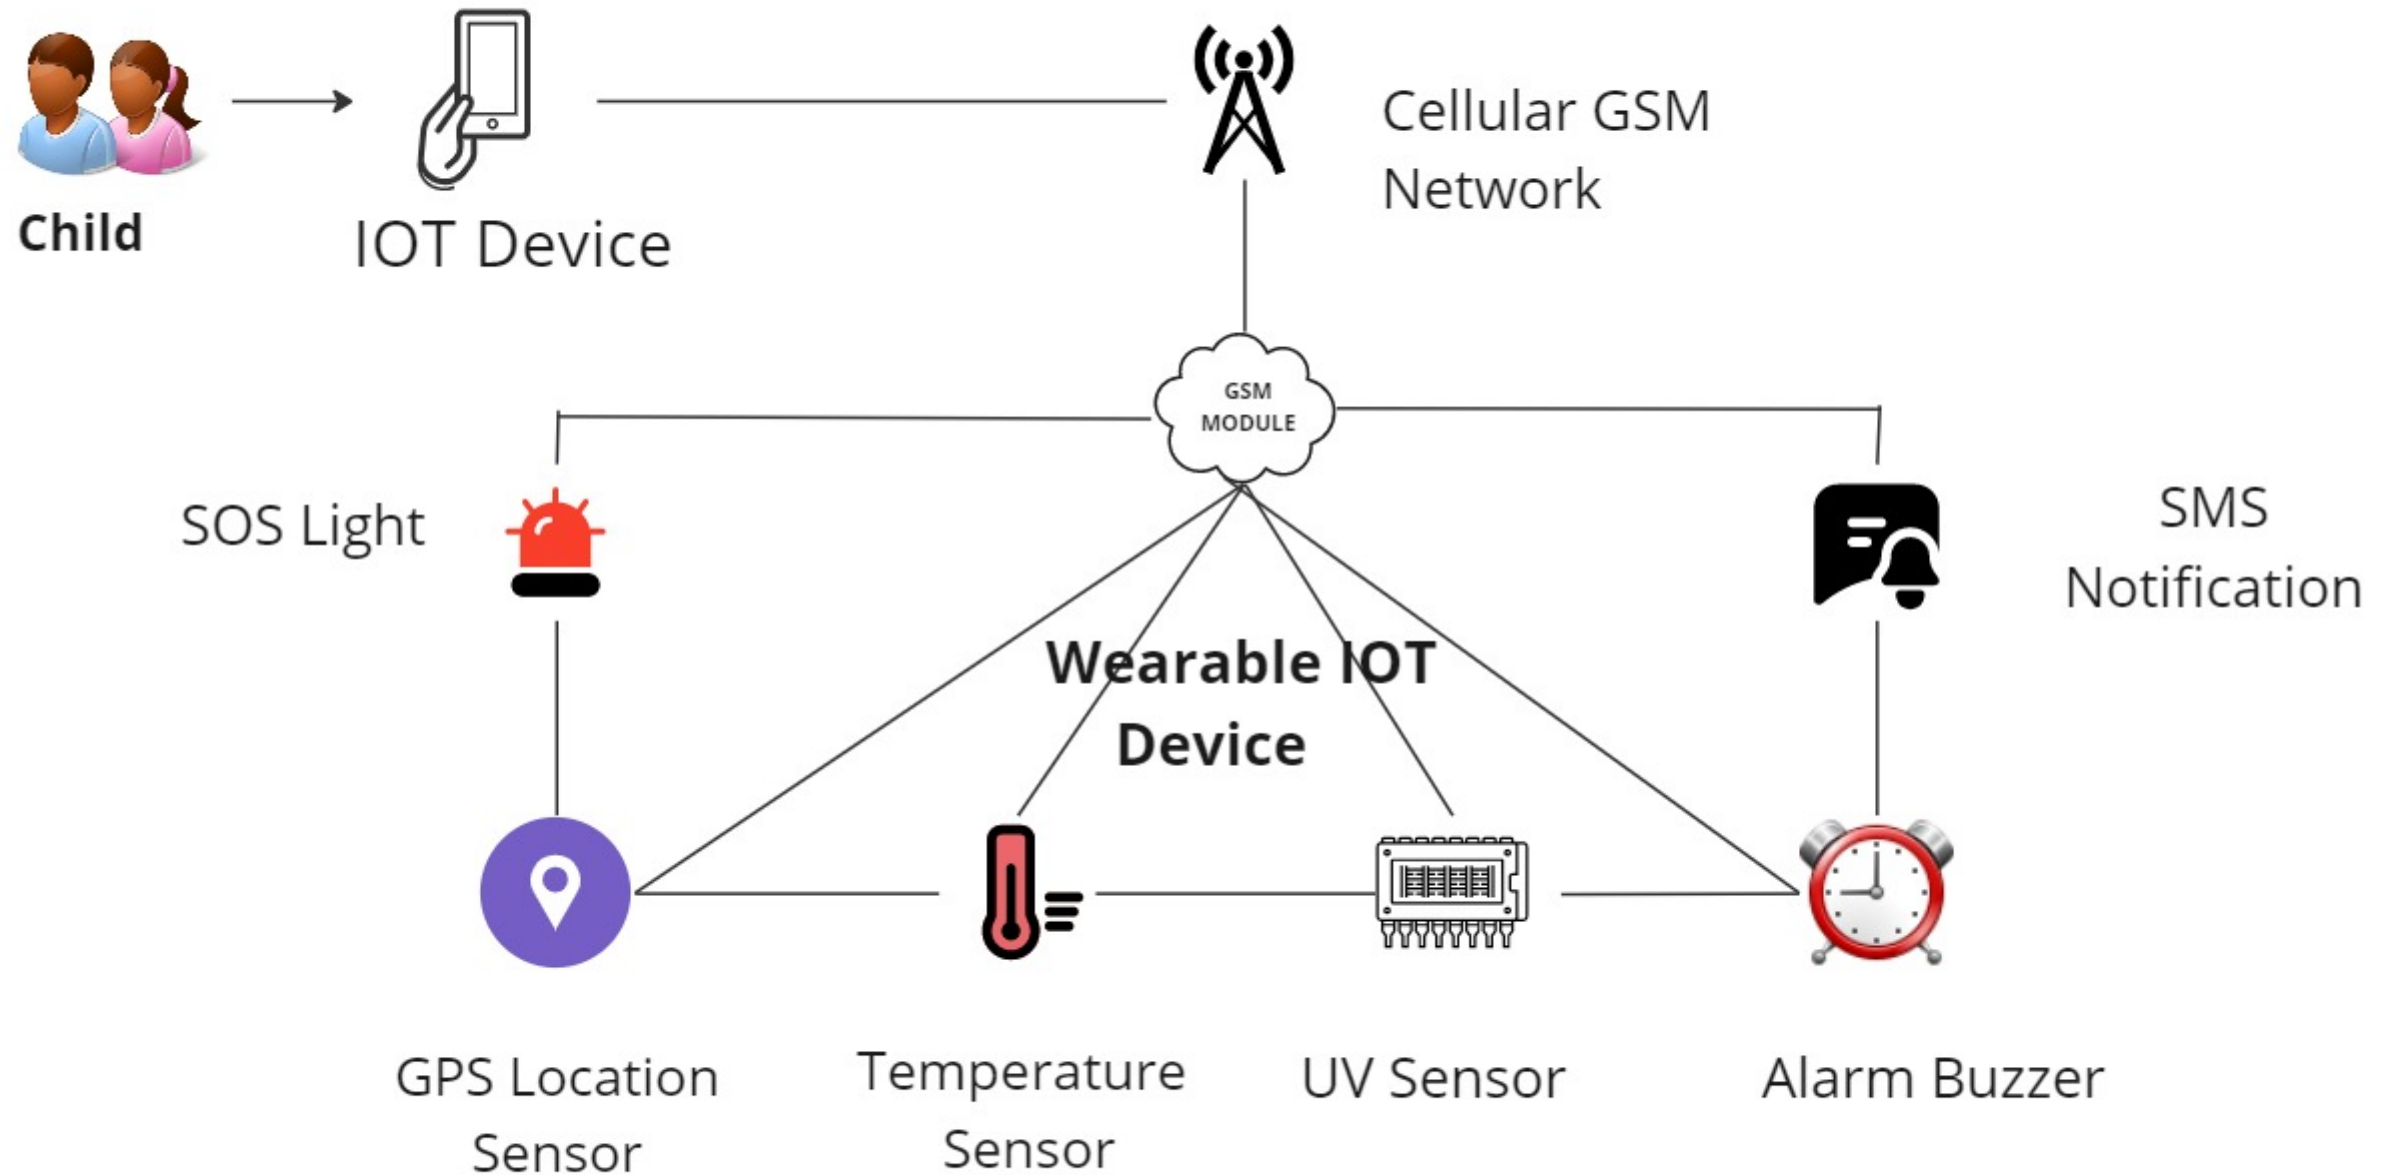 Child
IOT Device
Cellular GSM
Network
GSM
MODULE
SOS Light
SMS
Notification
Wearable IOT
Device
GPS Location
Sensor
Temperature
Sensor
UV Sensor
Alarm Buzzer